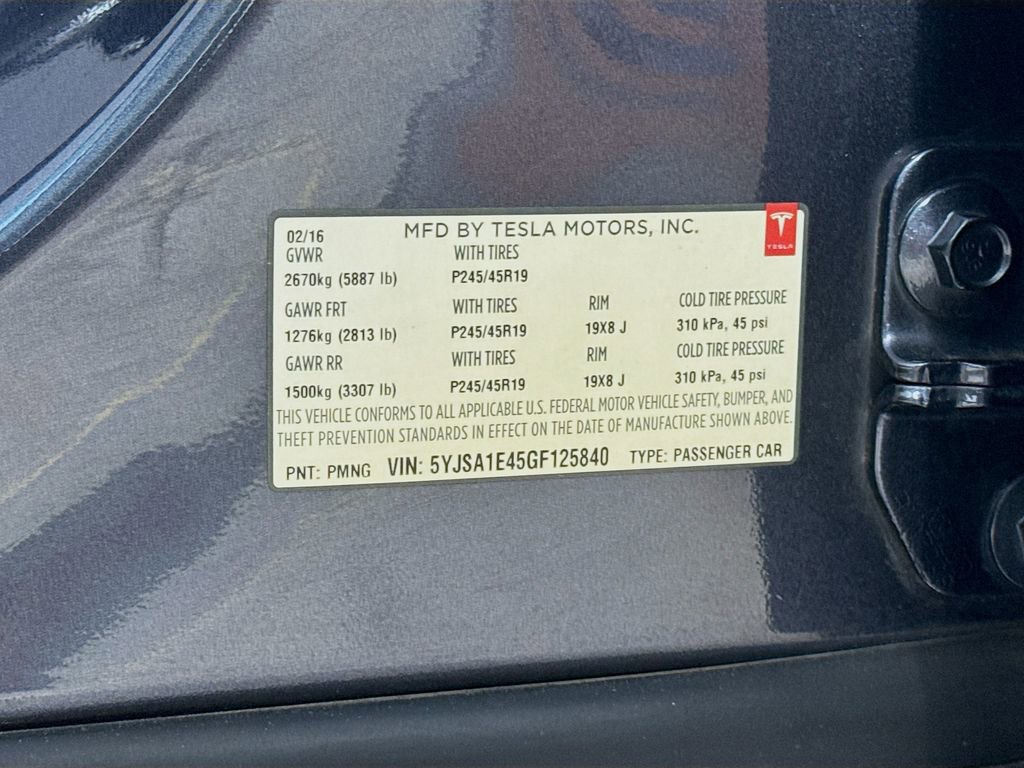 02/16 MFD BY TESLA MOTORS, INC.
TESLA
GVWR WITH TIRES
2670kg (5887 lb) P245/45R19
GAWR FRT WITH TIRES RIM COLD TIRE PRESSURE
1276kg (2813 lb) P245/45R19 19X8 J 310 kPa, 45 psi
GAWR RR WITH TIRES RIM COLD TIRE PRESSURE
1500kg (3307 lb) P245/45R19 19X8 J 310 kPa, 45 psi
THIS VEHICLE CONFORMS TO ALL APPLICABLE U.S. FEDERAL MOTOR VEHICLE SAFETY, BUMPER, AND
THEFT PREVENTION STANDARDS IN EFFECT ON THE DATE OF MANUFACTURE SHOWN ABOVE.
PNT: PMNG VIN: 5YJSA1E45GF125840 TYPE: PASSENGER CAR